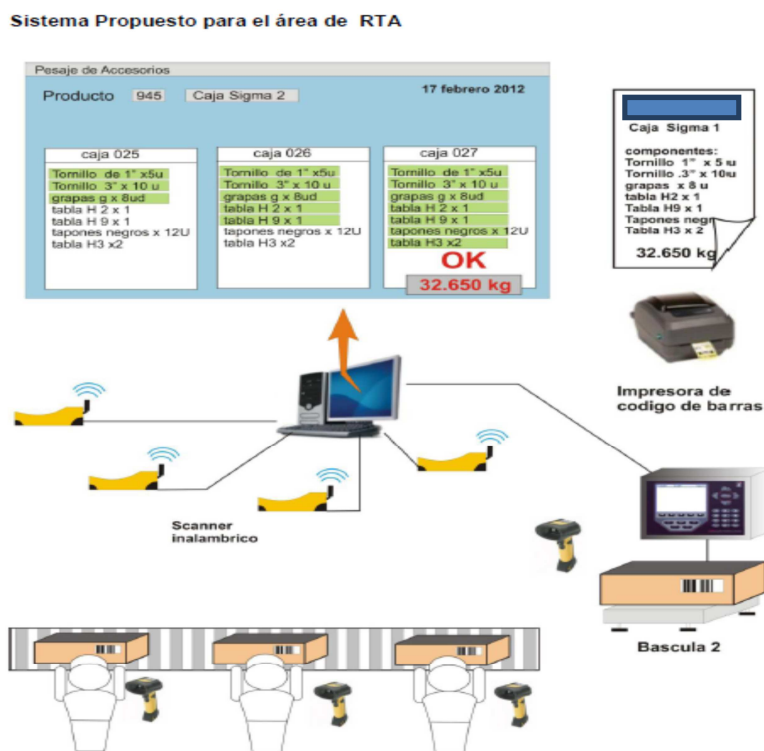 Sistema Propuesto para el área de RTA
Pesaje de Accesorios
Producto 945 Caja Sigma 2
17 febrero 2012
caja 025
Tornillo de 1" x5u
Tornillo 3" x 10 u
grapas g x 8ud
tabla H 2 x 1
tabla H 9 x 1
tapones negros x 12U
tabla H3 x2
caja 026
Tornillo de 1" x5u
Tornillo 3" x 10 u
grapas g x 8ud
tabla H 2 x 1
tabla H 9 x 1
tapones negros x 12U
tabla H3 x2
caja 027
Tornillo de 1" x5u
Tornillo 3" x 10 u
grapas g x 8ud
tabla H 2 x 1
tabla H 9 x 1
tapones negros x 12U
tabla H3 x2
OK
32.650 kg
Caja Sigma 1
componentes:
Tornillo 1" x 5 u
Tornillo .3" x 10u
grapas x 8 u
tabla H2 x 1
Tabla H9 x 1
Tapones negr
Tabla H3 x 2
32.650 kg
Impresora de
codigo de barras
Scanner
inalambrico
Bascula 2